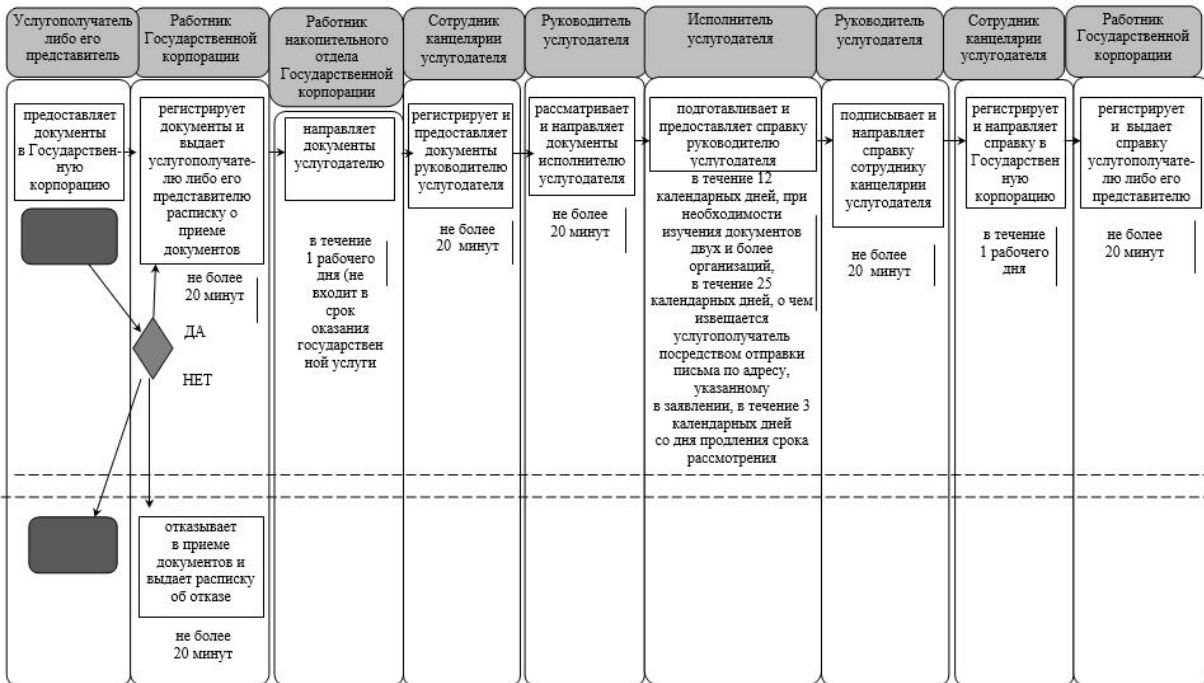 Услугополучатель
либо его
представитель
Работник
Государственной
корпорации
Работник
накопительного
отдела
Государственной
корпорации
Сотрудник
канцелярии
услугодателя
Руководитель
услугодателя
Исполнитель
услугодателя
Руководитель
услугодателя
Сотрудник
канцелярии
услугодателя
Работник
Государственной
корпорации
предоставляет
документы
в Государствен-
ную
корпорацию
регистрирует
документы и
выдает
услугополучате-
лю либо его
представителю
расписку о
приеме
документов
не более
20 минут
ДА
НЕТ
отказывает
в приеме
документов и
выдает расписку
об отказе
не более
20 минут
направляет
документы
услугодателю
в течение
1 рабочего
дня (не
входит в
срок
оказания
государствен
ной услуги
регистрирует и
предоставляет
документы
руководителю
услугодателя
не более
20 минут
рассматривает
и направляет
документы
исполнителю
услугодателя
не более
20 минут
подготавливает и
предоставляет справку
руководителю
услугодателя
в течение 12
календарных дней, при
необходимости
изучения документов
двух и более
организаций,
в течение 25
календарных дней, о чем
извещается
услугополучатель
посредством отправки
письма по адресу,
указанному
в заявлении, в течение 3
календарных дней
со дня продления срока
рассмотрения
подписывает и
направляет
справку
сотруднику
канцелярии
услугодателя
не более
20 минут
регистрирует
и направляет
справку в
Государствен
ную
корпорацию
в течение
1 рабочего
дня
регистрирует
и выдает
справку
услугополучате-
лю либо его
представителю
не более
20 минут